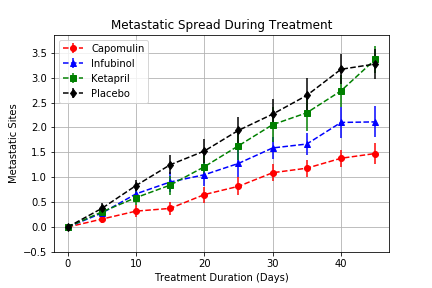 Metastatic Spread During Treatment
Capomulin
Infubinol
Ketapril
Placebo
Metastatic Sites
3.5
3.0
2.5
2.0
1.5
1.0
0.5
0.0
−0.5
0 10 20 30 40
Treatment Duration (Days)